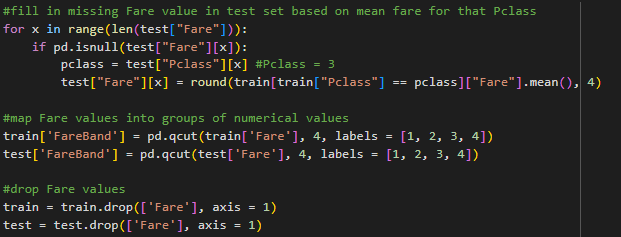 #fill in missing Fare value in test set based on mean fare for that Pclass
for x in range(len(test["Fare"])):
    if pd.isnull(test["Fare"][x]):
        pclass = test["Pclass"][x] #Pclass = 3
        test["Fare"][x] = round(train[train["Pclass"] == pclass]["Fare"].mean(), 4)

#map Fare values into groups of numerical values
train['FareBand'] = pd.qcut(train['Fare'], 4, labels = [1, 2, 3, 4])
test['FareBand'] = pd.qcut(test['Fare'], 4, labels = [1, 2, 3, 4])

#drop Fare values
train = train.drop(['Fare'], axis = 1)
test = test.drop(['Fare'], axis = 1)